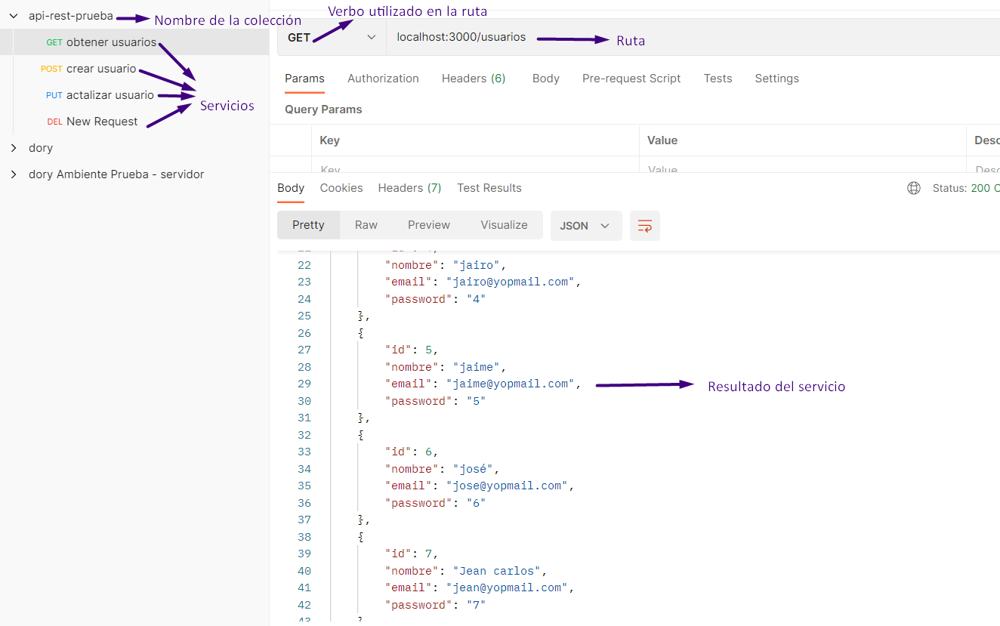 api-rest-prueba
Nombre de la colección
GET obtener usuarios
POST crear usuario
PUT actalizar usuario
DEL New Request
Servicios
dory
dory Ambiente Prueba - servidor
Verbo utilizado en la ruta
GET
localhost:3000/usuarios
Ruta
Params Authorization Headers (6) Body Pre-request Script Tests Settings
Query Params
Key Value
Key Value
Body Cookies Headers (7) Test Results Status: 200
Pretty Raw Preview Visualize JSON
22 "nombre": "jairo",
23 "email": "jairo@yopmail.com",
24 "password": "4"
25 },
26 {
27 "id": 5,
28 "nombre": "jaime",
29 "email": "jaime@yopmail.com",
Resultado del servicio
30 "password": "5"
31 },
32 {
33 "id": 6,
34 "nombre": "josé",
35 "email": "jose@yopmail.com",
36 "password": "6"
37 },
38 {
39 "id": 7,
40 "nombre": "Jean carlos",
41 "email": "jean@yopmail.com",
42 "password": "7"